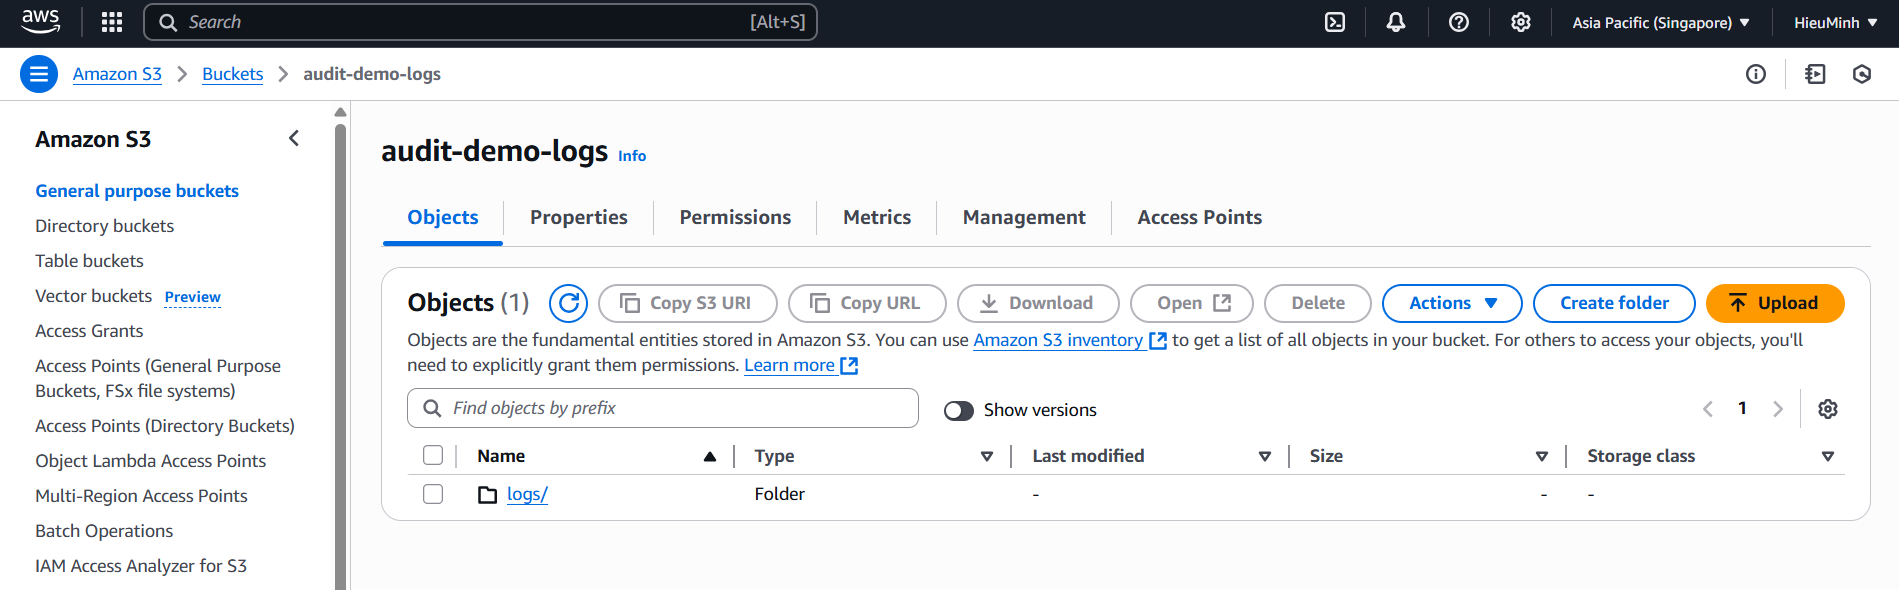 aws
Search [Alt+S]
Asia Pacific (Singapore)
HieuMinh
Amazon S3
Buckets
audit-demo-logs
Amazon S3
General purpose buckets
Directory buckets
Table buckets
Vector buckets Preview
Access Grants
Access Points (General Purpose
Buckets, FSx file systems)
Access Points (Directory Buckets)
Object Lambda Access Points
Multi-Region Access Points
Batch Operations
IAM Access Analyzer for S3
audit-demo-logs Info
Objects Properties Permissions Metrics Management Access Points
Objects (1) Copy S3 URI Copy URL Download Open Delete Actions Create folder Upload
Objects are the fundamental entities stored in Amazon S3. You can use Amazon S3 inventory to get a list of all objects in your bucket. For others to access your objects, you'll
need to explicitly grant them permissions. Learn more
Find objects by prefix Show versions 1
Name Type Last modified Size Storage class
logs/ Folder - - -